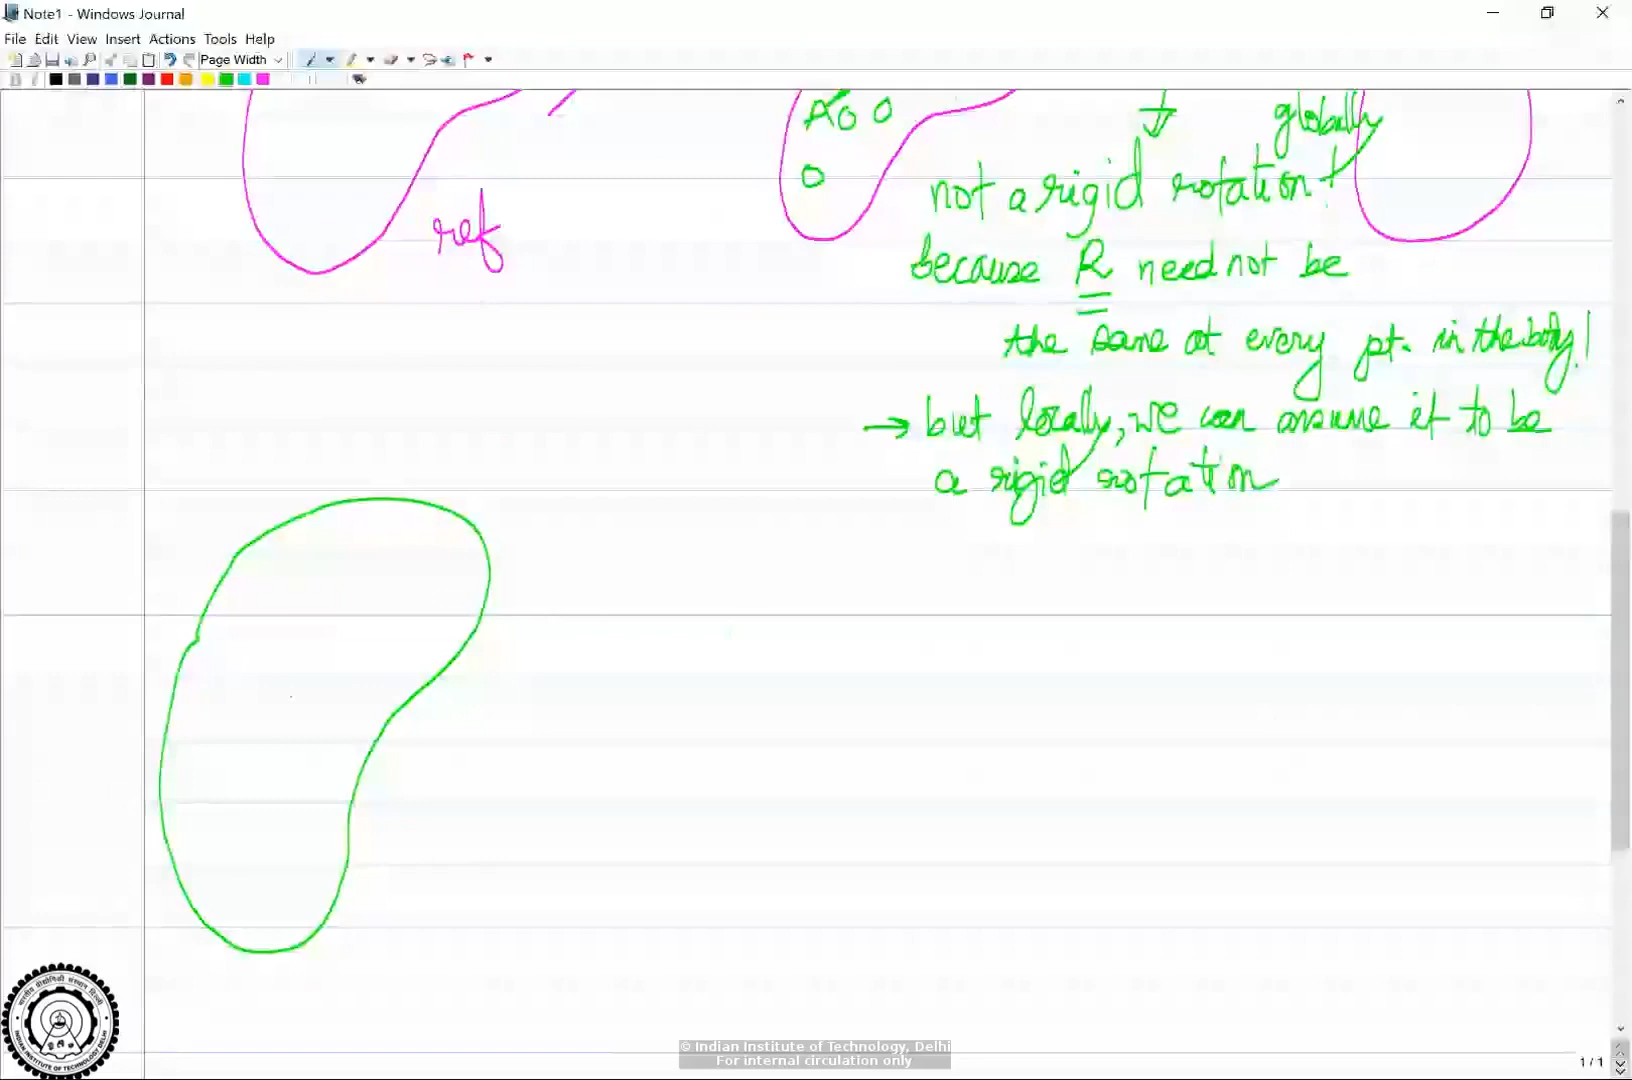 Note1 - Windows Journal
File Edit View Insert Actions Tools Help
Page Width
globally
not a rigid rotation
because R need not be
ref
the same at every pt. in the body!
→ but locally, we can assume it to be
a rigid rotation
© Indian Institute of Technology, Delhi
For internal circulation only
1 / 1